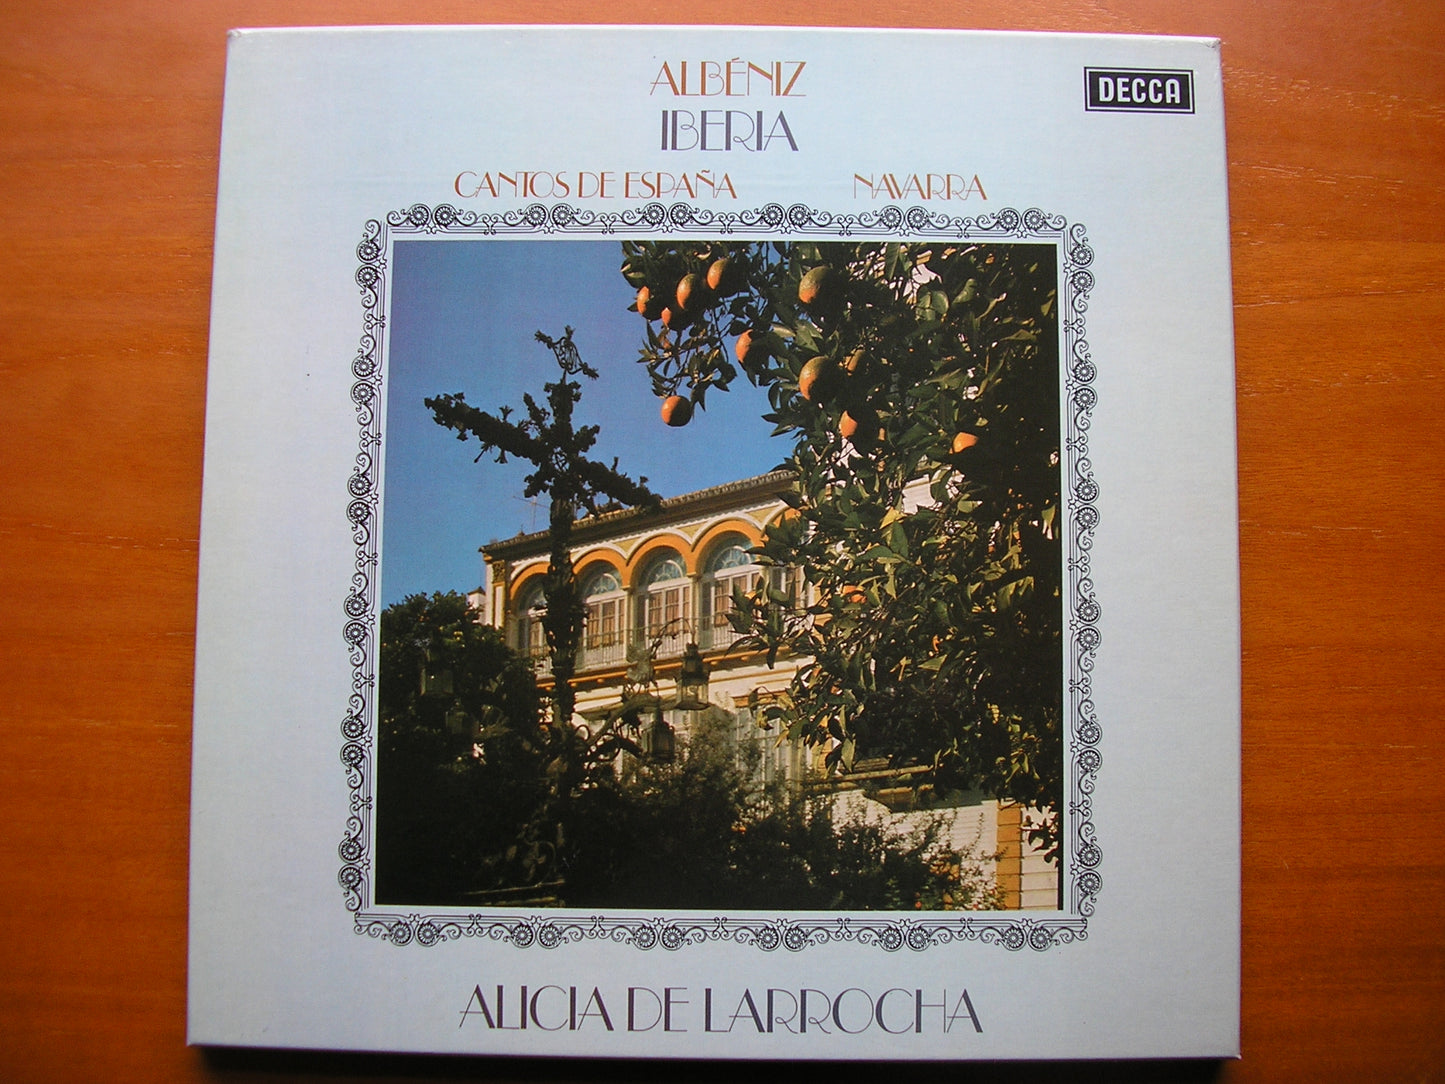 ALBÉNIZ
DECCA
IBERIA
CANTOS DE ESPAÑA NAVARRA
ALICIA DE LARROCHA